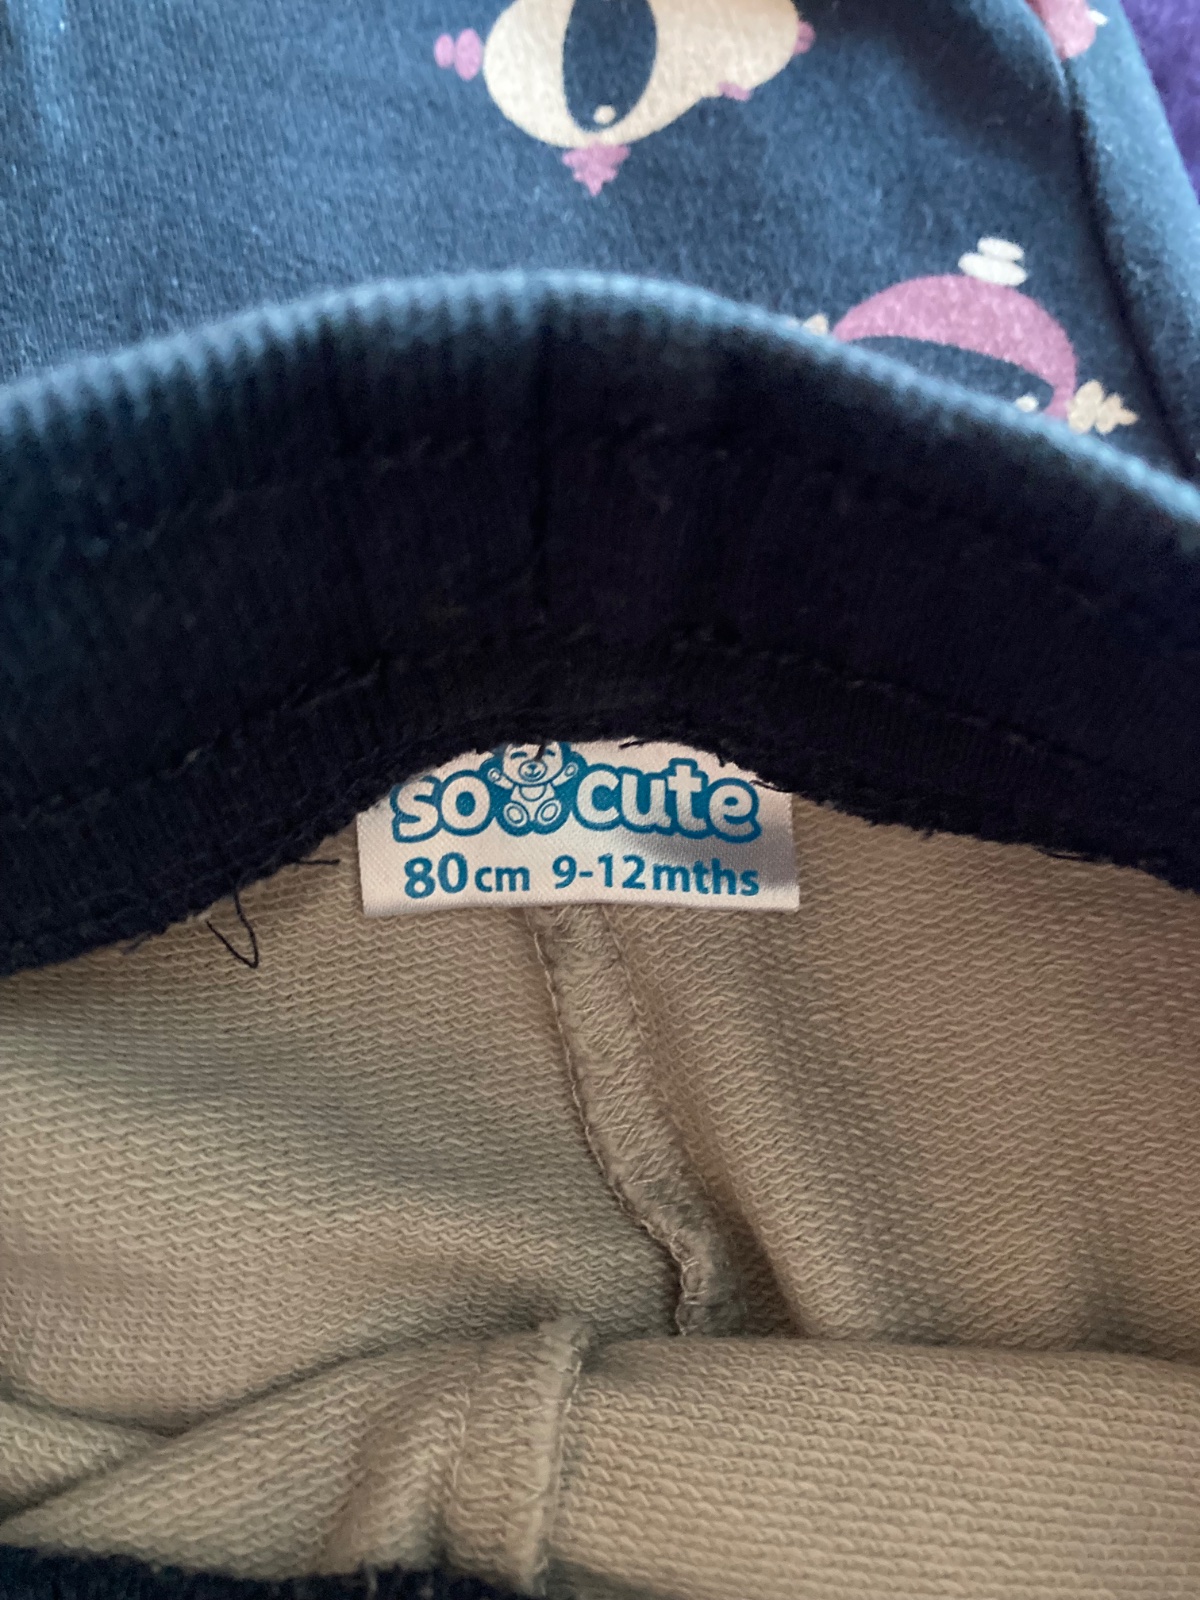 so cute
80cm 9-12mths